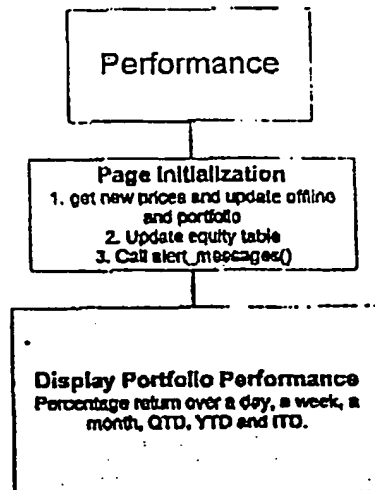 Performance
Page Initialization
1. get new prices and update offline
and portfolio
2. Update equity table
3. Call alert_messages()
Display Portfolio Performance
Percentage return over a day, a week, a
month, QTD, YTD and ITD.